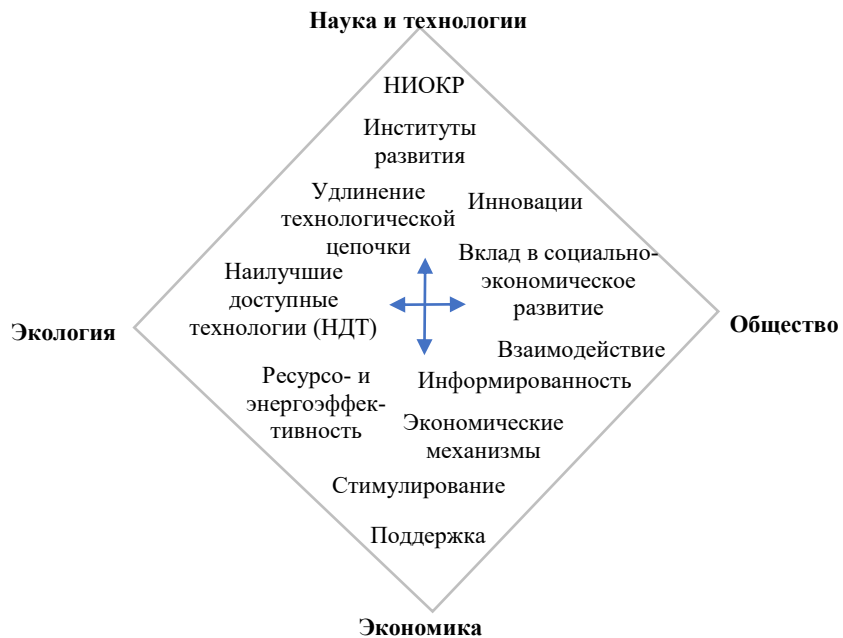 Наука и технологии
НИОКР
Институты
развития
Удлинение
технологической
цепочки
Инновации
Наилучшие
доступные
технологии (НДТ)
Вклад в социально-
экономическое
развитие
Экология
Общество
Взаимодействие
Ресурсо- и
энергоэффек-
тивность
Информированность
Экономические
механизмы
Стимулирование
Поддержка
Экономика